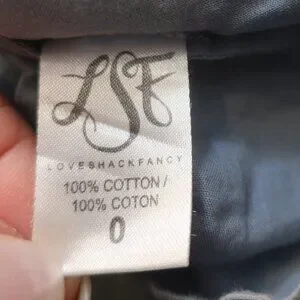 LSF
LOVESHACKFANCY
100% COTTON /
100% COTON
0